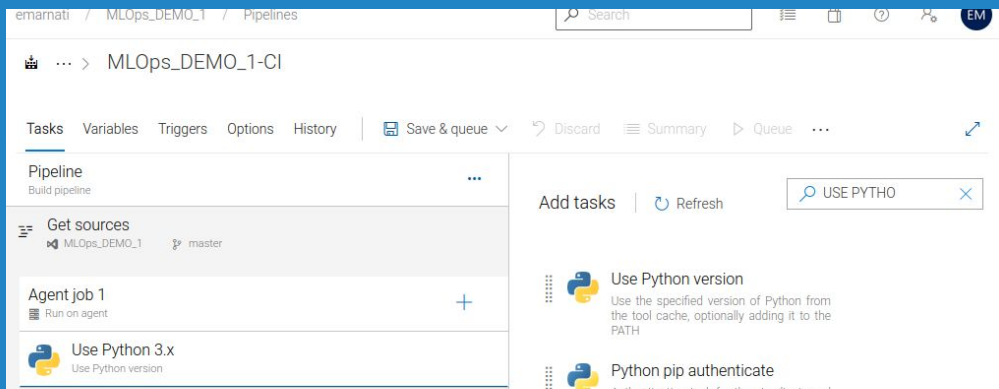 emarnati / MLOps_DEMO_1 / Pipelines
Search
EM
... > MLOps_DEMO_1-CI
Tasks Variables Triggers Options History Save & queue Discard Summary Queue ...
Pipeline
Build pipeline
...
Get sources
MLOps_DEMO_1 master
Agent job 1
Run on agent
+
Use Python 3.x
Use Python version
Add tasks Refresh
USE PYTHO
Use Python version
Use the specified version of Python from
the tool cache, optionally adding it to the
PATH
Python pip authenticate